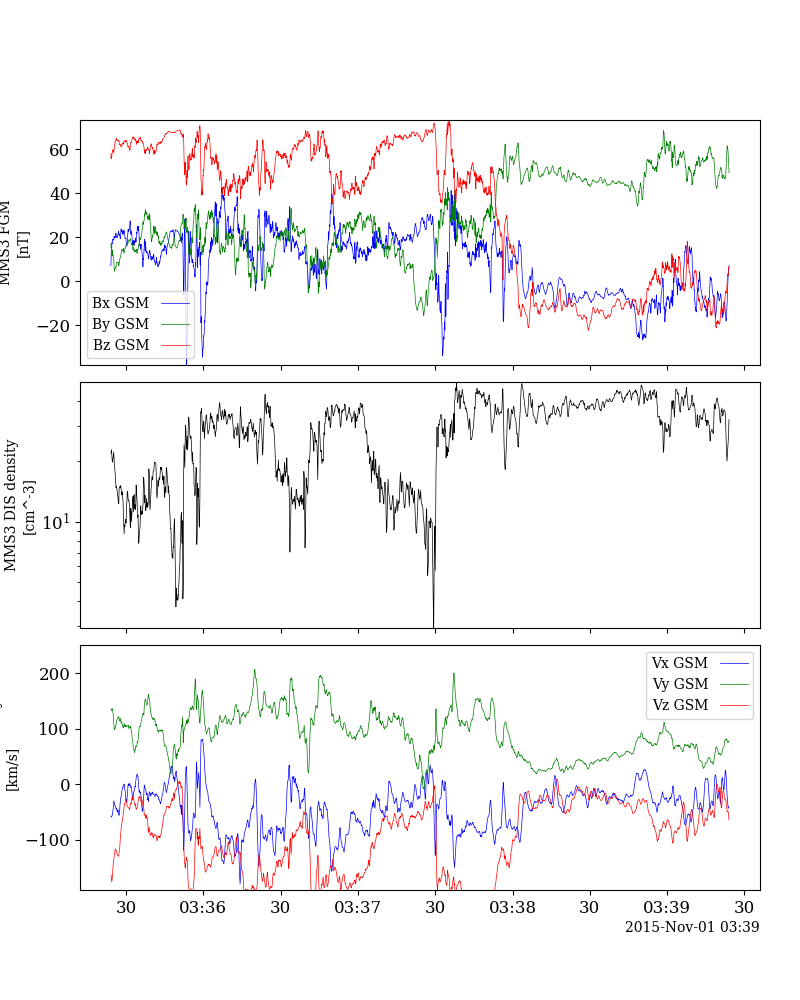 60
40
20
0
−20
MMS3 FGM
[nT]
Bx GSM
By GSM
Bz GSM
10^1
MMS3 DIS density
[cm^-3]
200
100
0
−100
[km/s]
Vx GSM
Vy GSM
Vz GSM
30 03:36 30 03:37 30 03:38 30 03:39 30
2015-Nov-01 03:39